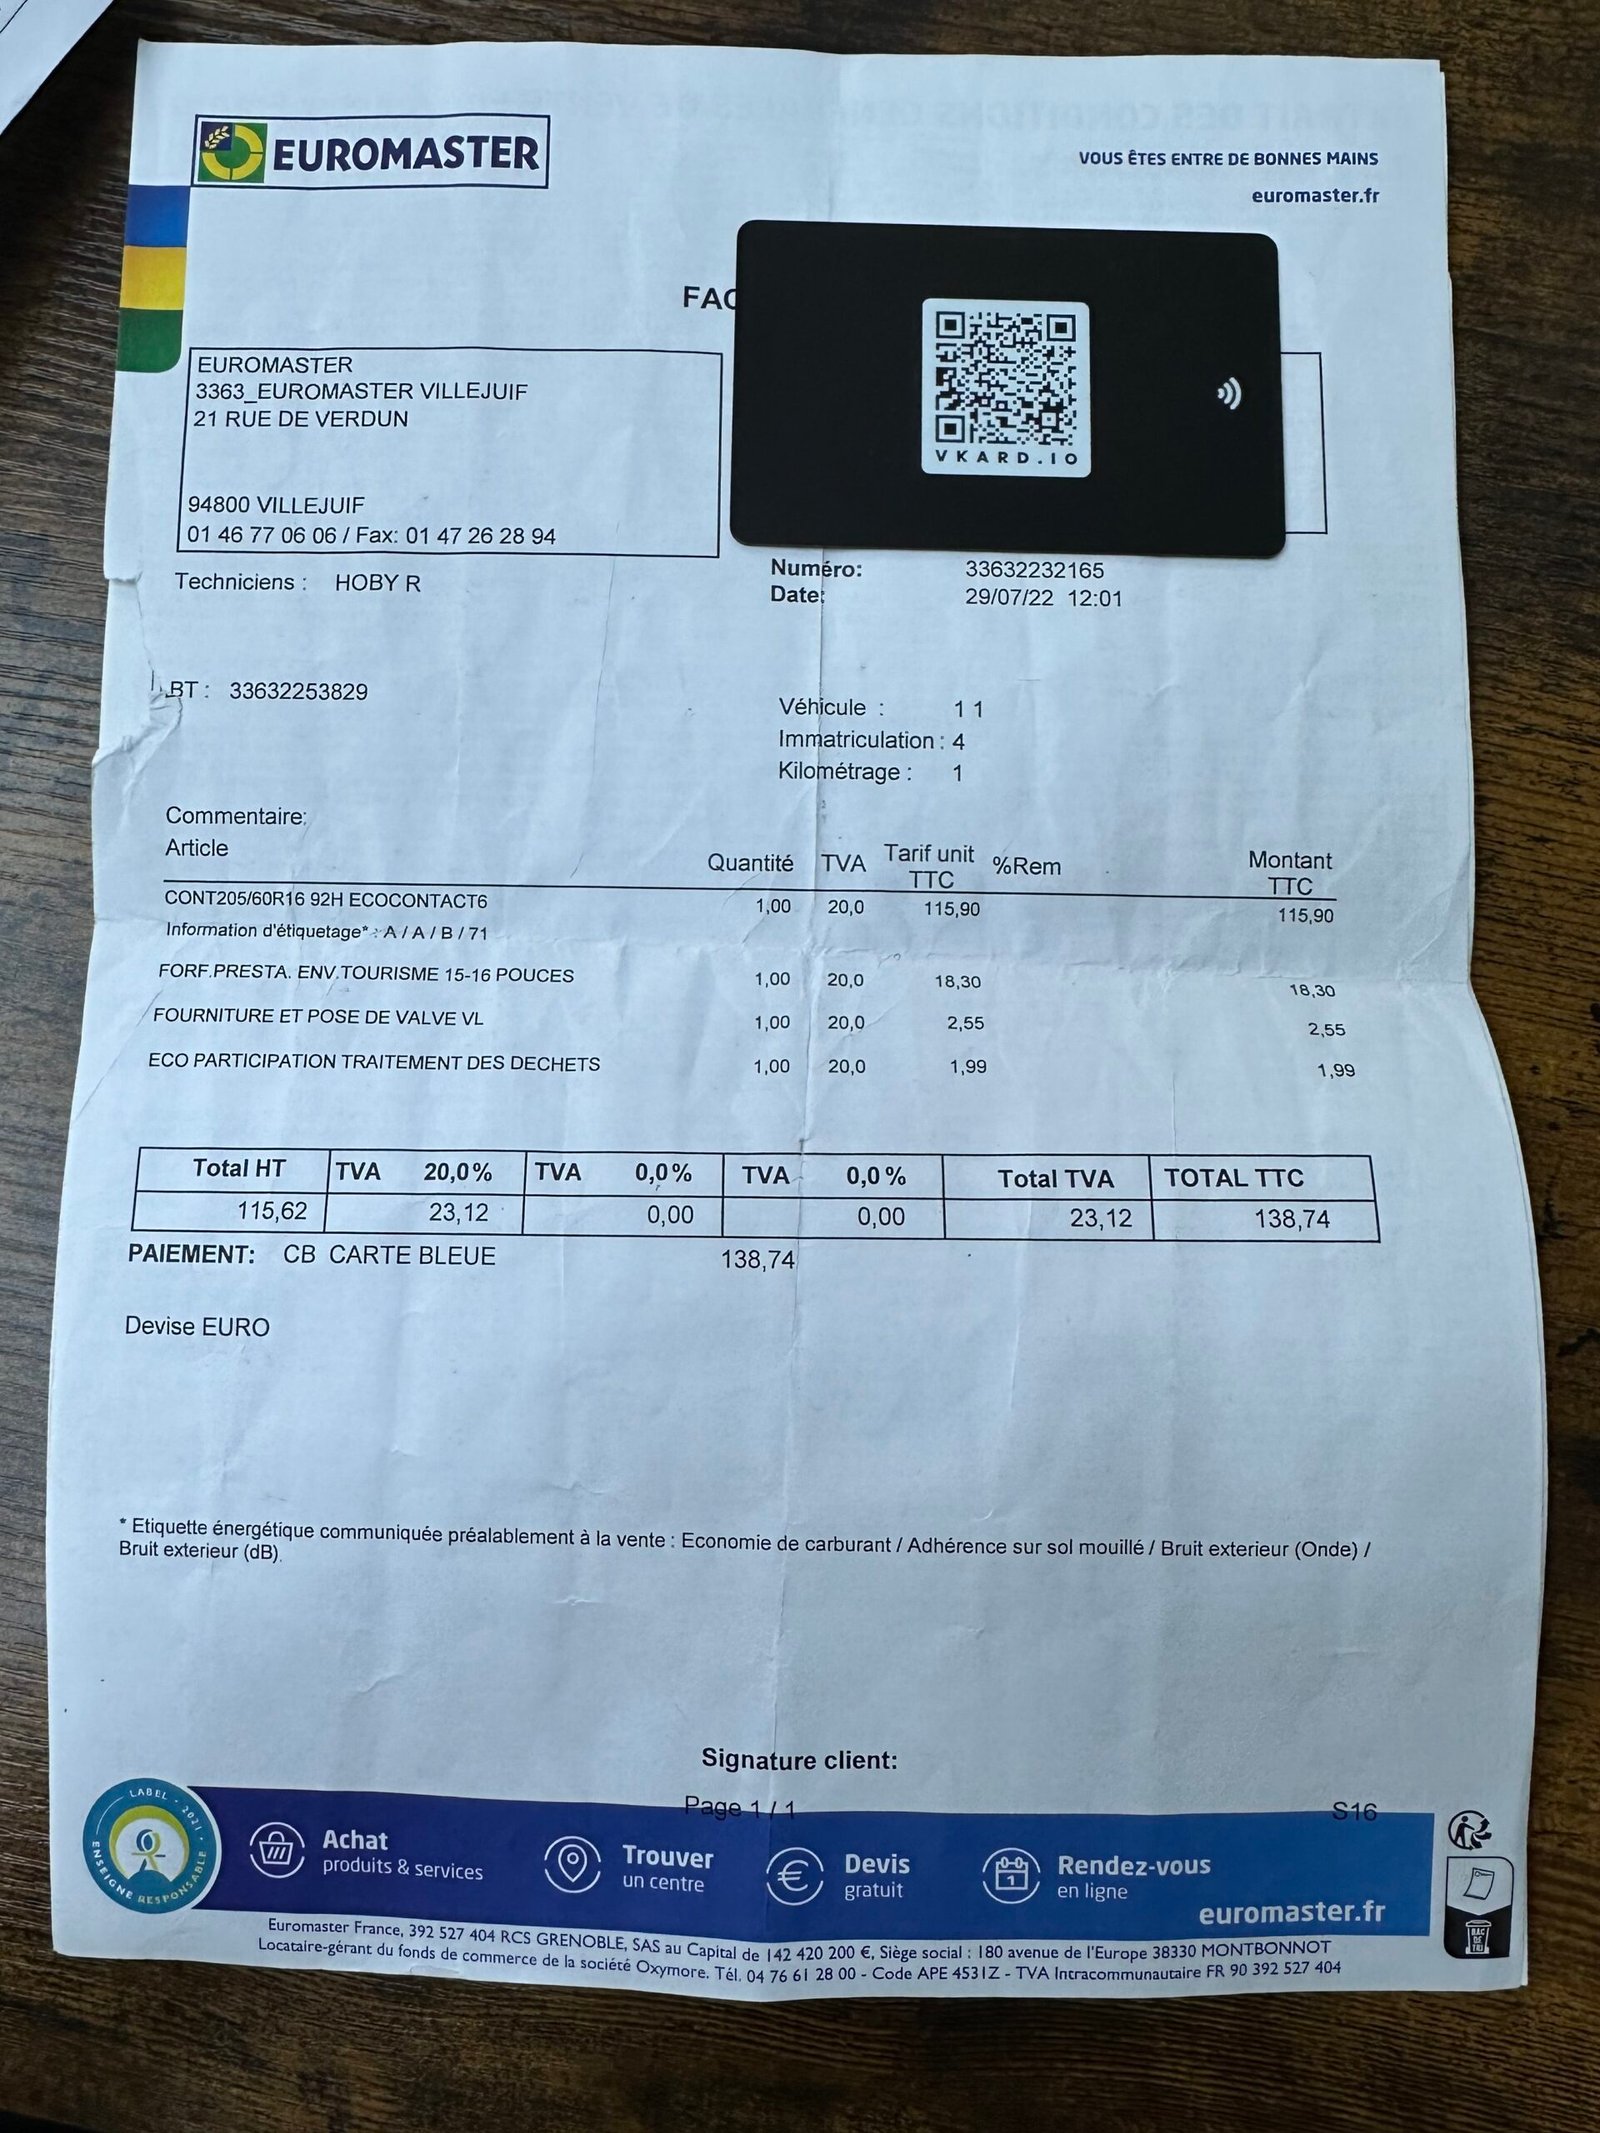 EUROMASTER
VOUS ÊTES ENTRE DE BONNES MAINS
euromaster.fr
FAC
EUROMASTER
3363_EUROMASTER VILLEJUIF
21 RUE DE VERDUN
94800 VILLEJUIF
01 46 77 06 06 / Fax: 01 47 26 28 94
VKARD.IO
Techniciens : HOBY R
Numéro: 33632232165
Date: 29/07/22 12:01
BT : 33632253829
Véhicule : 1 1
Immatriculation : 4
Kilométrage : 1
Commentaire:
Article Quantité TVA Tarif unit TTC %Rem Montant TTC
CONT205/60R16 92H ECOCONTACT6 1,00 20,0 115,90 115,90
Information d'étiquetage* : A / A / B / 71
FORF.PRESTA. ENV.TOURISME 15-16 POUCES 1,00 20,0 18,30 18,30
FOURNITURE ET POSE DE VALVE VL 1,00 20,0 2,55 2,55
ECO PARTICIPATION TRAITEMENT DES DECHETS 1,00 20,0 1,99 1,99
Total HT TVA 20,0% TVA 0,0% TVA 0,0% Total TVA TOTAL TTC
115,62 23,12 0,00 0,00 23,12 138,74
PAIEMENT: CB CARTE BLEUE 138,74
Devise EURO
* Etiquette énergétique communiquée préalablement à la vente : Economie de carburant / Adhérence sur sol mouillé / Bruit exterieur (Onde) /
Bruit exterieur (dB).
Signature client:
Page 1 / 1
S16
LABEL · 2021 ·
ENSEIGNE RESPONSABLE
Achat
produits & services
Trouver
un centre
Devis
gratuit
Rendez-vous
en ligne
euromaster.fr
BAC DE TRI
Euromaster France, 392 527 404 RCS GRENOBLE, SAS au Capital de 142 420 200 €, Siège social : 180 avenue de l'Europe 38330 MONTBONNOT
Locataire-gérant du fonds de commerce de la société Oxymore. Tél. 04 76 61 28 00 - Code APE 4531Z - TVA Intracommunautaire FR 90 392 527 404